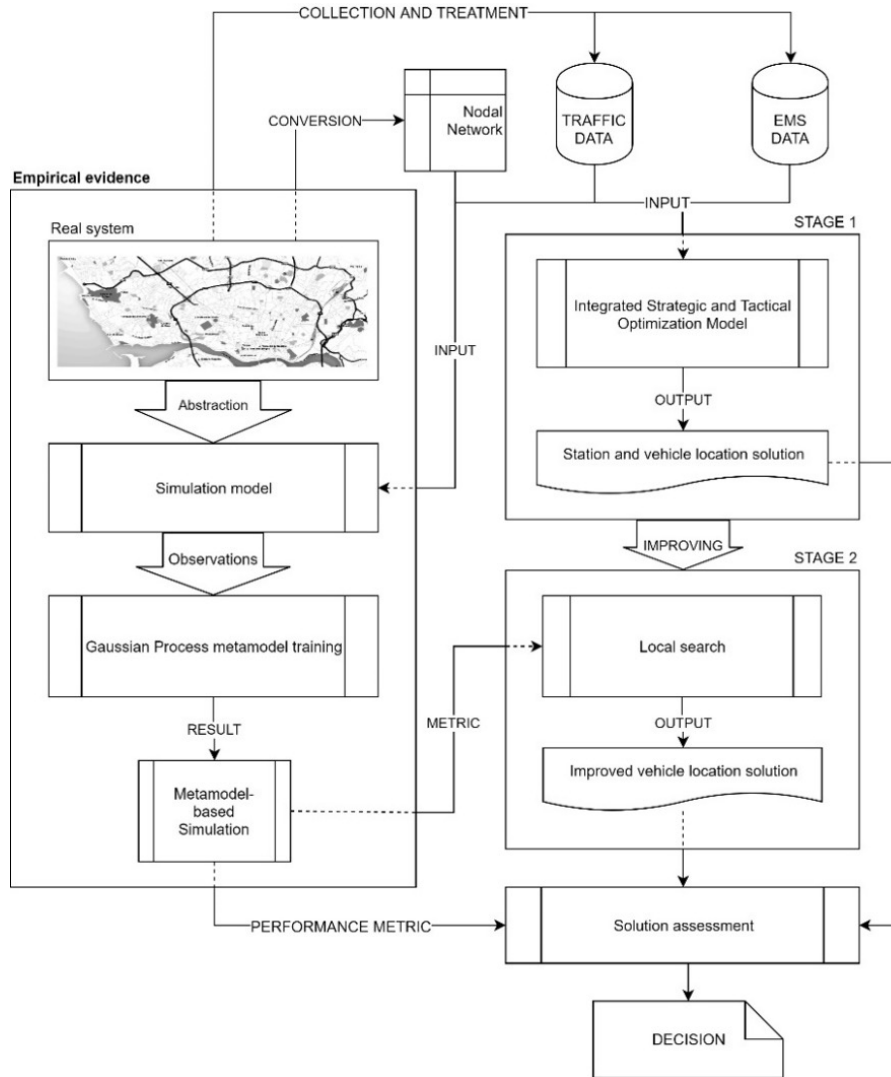 COLLECTION AND TREATMENT
Nodal
Network
CONVERSION
TRAFFIC
DATA
EMS
DATA
Empirical evidence
INPUT
STAGE 1
Real system
Integrated Strategic and Tactical
Optimization Model
INPUT
OUTPUT
Abstraction
Station and vehicle location solution
Simulation model
IMPROVING
STAGE 2
Observations
Gaussian Process metamodel training
Local search
METRIC
RESULT
OUTPUT
Metamodel-
based
Simulation
Improved vehicle location solution
PERFORMANCE METRIC
Solution assessment
DECISION